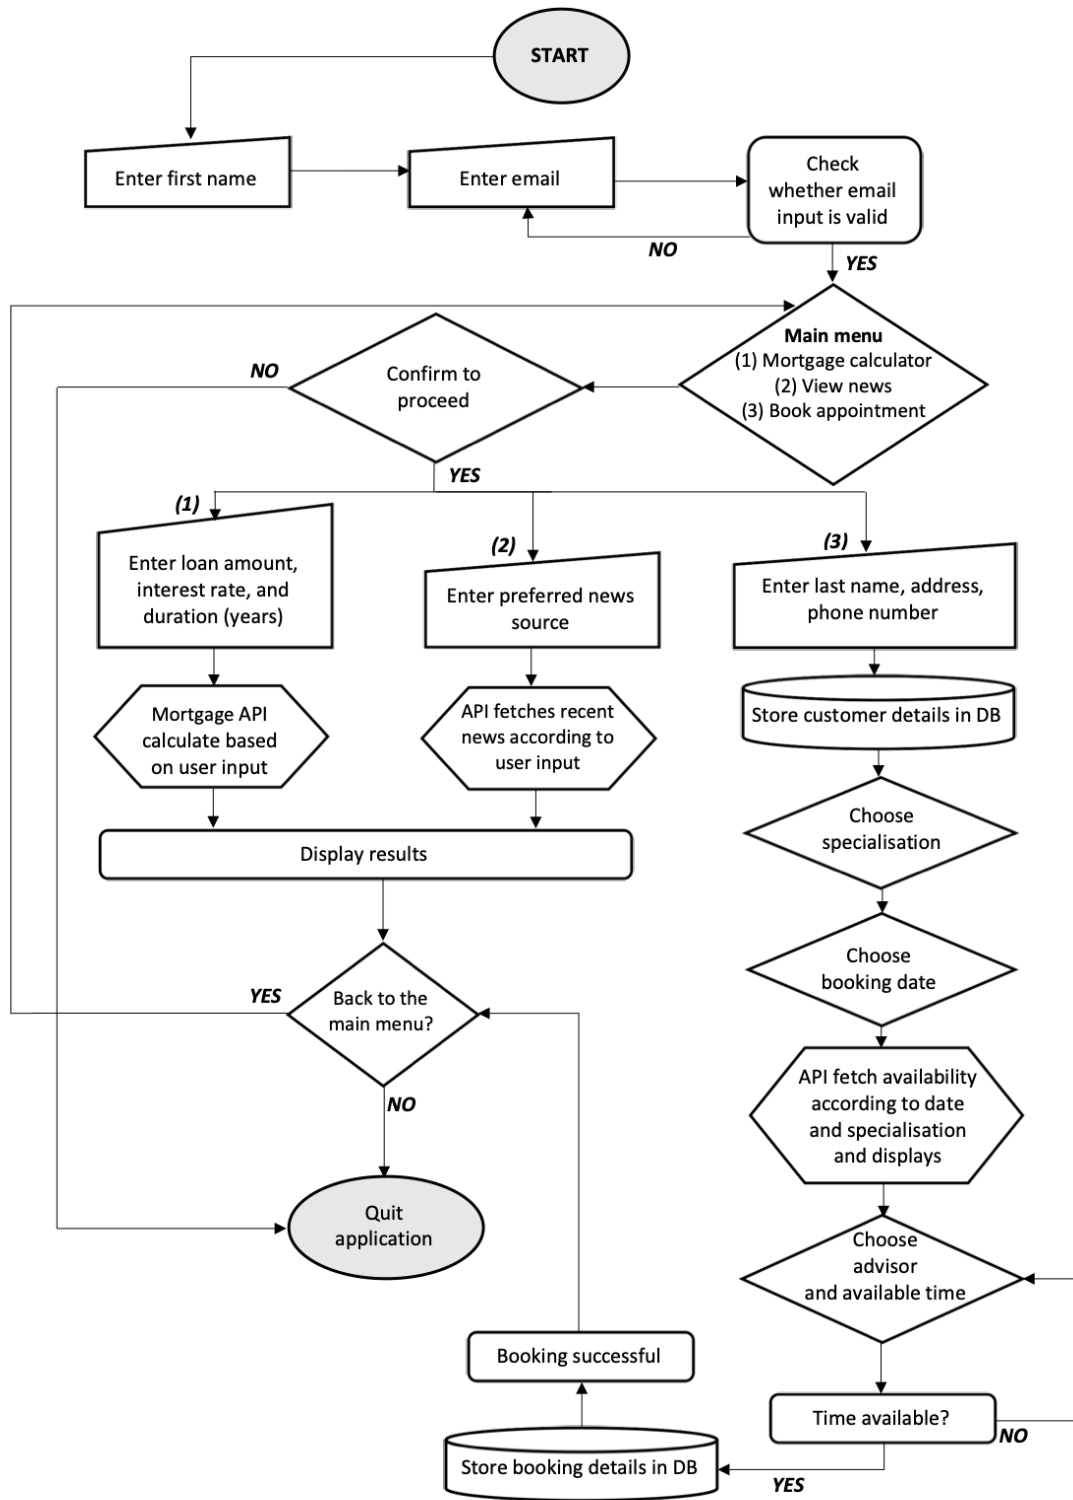 START
Enter first name
Enter email
Check
whether email
input is valid
NO
YES
Main menu
(1) Mortgage calculator
(2) View news
(3) Book appointment
NO
Confirm to
proceed
YES
(1)
Enter loan amount,
interest rate, and
duration (years)
(2)
Enter preferred news
source
(3)
Enter last name, address,
phone number
Mortgage API
calculate based
on user input
API fetches recent
news according to
user input
Store customer details in DB
Display results
Choose
specialisation
Choose
booking date
YES
Back to the
main menu?
NO
API fetch availability
according to date
and specialisation
and displays
Quit
application
Choose
advisor
and available time
Booking successful
Time available?
NO
Store booking details in DB
YES